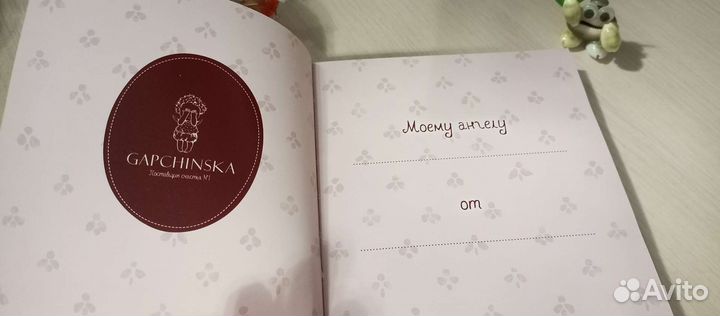 GAPCHINSKA
Поставщик счастья №1
Моему ангелу
от
Avito